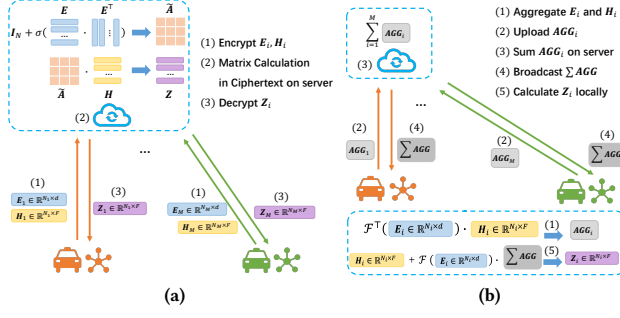 E E⊤ Ã
I_N + σ( ... · ⋮ )
... ...
Ã H Z
(2)
(1) Encrypt E_i, H_i
(2) Matrix Calculation
in Ciphertext on server
(3) Decrypt Z_i
...
(1) (3)
E_1 ∈ ℝ^{N_1×d}
H_1 ∈ ℝ^{N_1×F}
Z_1 ∈ ℝ^{N_1×F}
(1) (3)
E_M ∈ ℝ^{N_M×d}
H_M ∈ ℝ^{N_M×F}
Z_M ∈ ℝ^{N_M×F}
(a)
∑_{i=1}^{M} AGG_i
(3)
(1) Aggregate E_i and H_i
(2) Upload AGG_i
(3) Sum AGG_i on server
(4) Broadcast ∑ AGG
(5) Calculate Z_i locally
...
(2) (4)
AGG_1 ∑ AGG
(2) (4)
AGG_M ∑ AGG
ℱ⊤( E_i ∈ ℝ^{N_i×d} ) · H_i ∈ ℝ^{N_i×F} (1) AGG_i
H_i ∈ ℝ^{N_i×F} + ℱ( E_i ∈ ℝ^{N_i×d} ) · ∑ AGG (5) Z_i ∈ ℝ^{N_i×F}
(b)